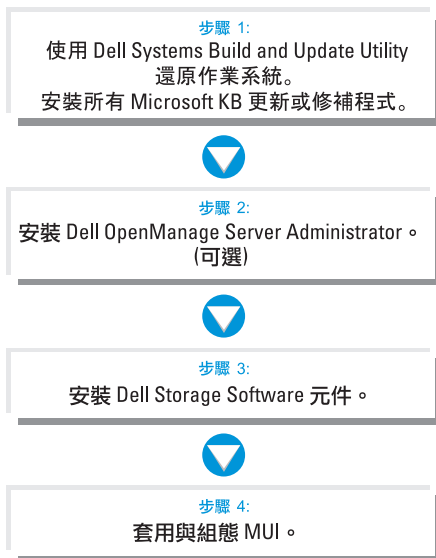 步驟 1:
使用 Dell Systems Build and Update Utility
還原作業系統。
安裝所有 Microsoft KB 更新或修補程式。
步驟 2:
安裝 Dell OpenManage Server Administrator。
(可選)
步驟 3:
安裝 Dell Storage Software 元件。
步驟 4:
套用與組態 MUI。